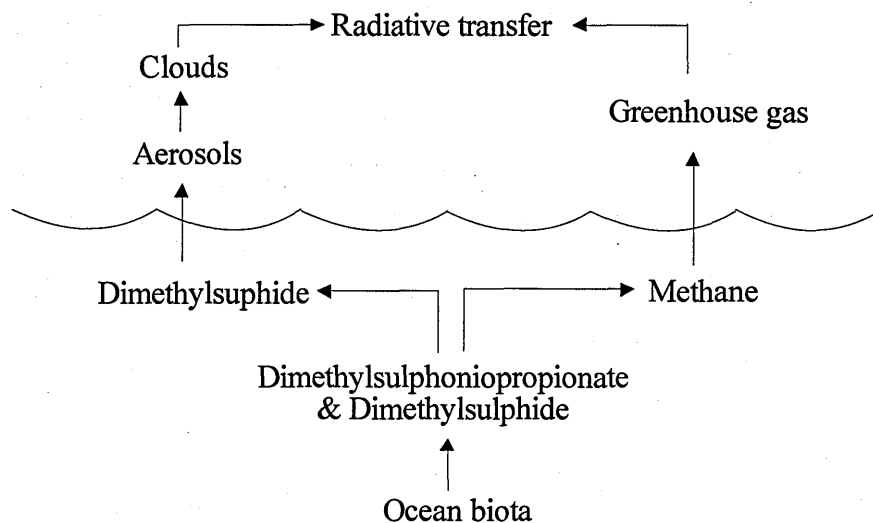 Radiative transfer
Clouds
Greenhouse gas
Aerosols
Dimethylsuphide
Methane
Dimethylsulphoniopropionate
& Dimethylsulphide
Ocean biota